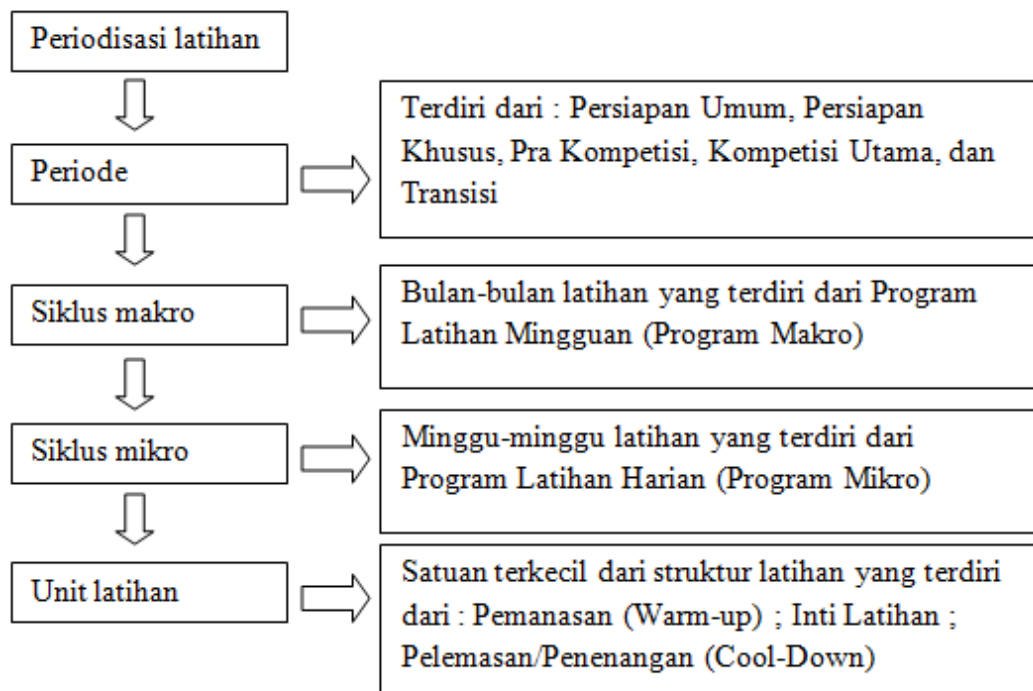 Periodisasi latihan
Periode
Terdiri dari : Persiapan Umum, Persiapan
Khusus, Pra Kompetisi, Kompetisi Utama, dan
Transisi
Siklus makro
Bulan-bulan latihan yang terdiri dari Program
Latihan Mingguan (Program Makro)
Siklus mikro
Minggu-minggu latihan yang terdiri dari
Program Latihan Harian (Program Mikro)
Unit latihan
Satuan terkecil dari struktur latihan yang terdiri
dari : Pemanasan (Warm-up) ; Inti Latihan ;
Pelemasan/Penenangan (Cool-Down)